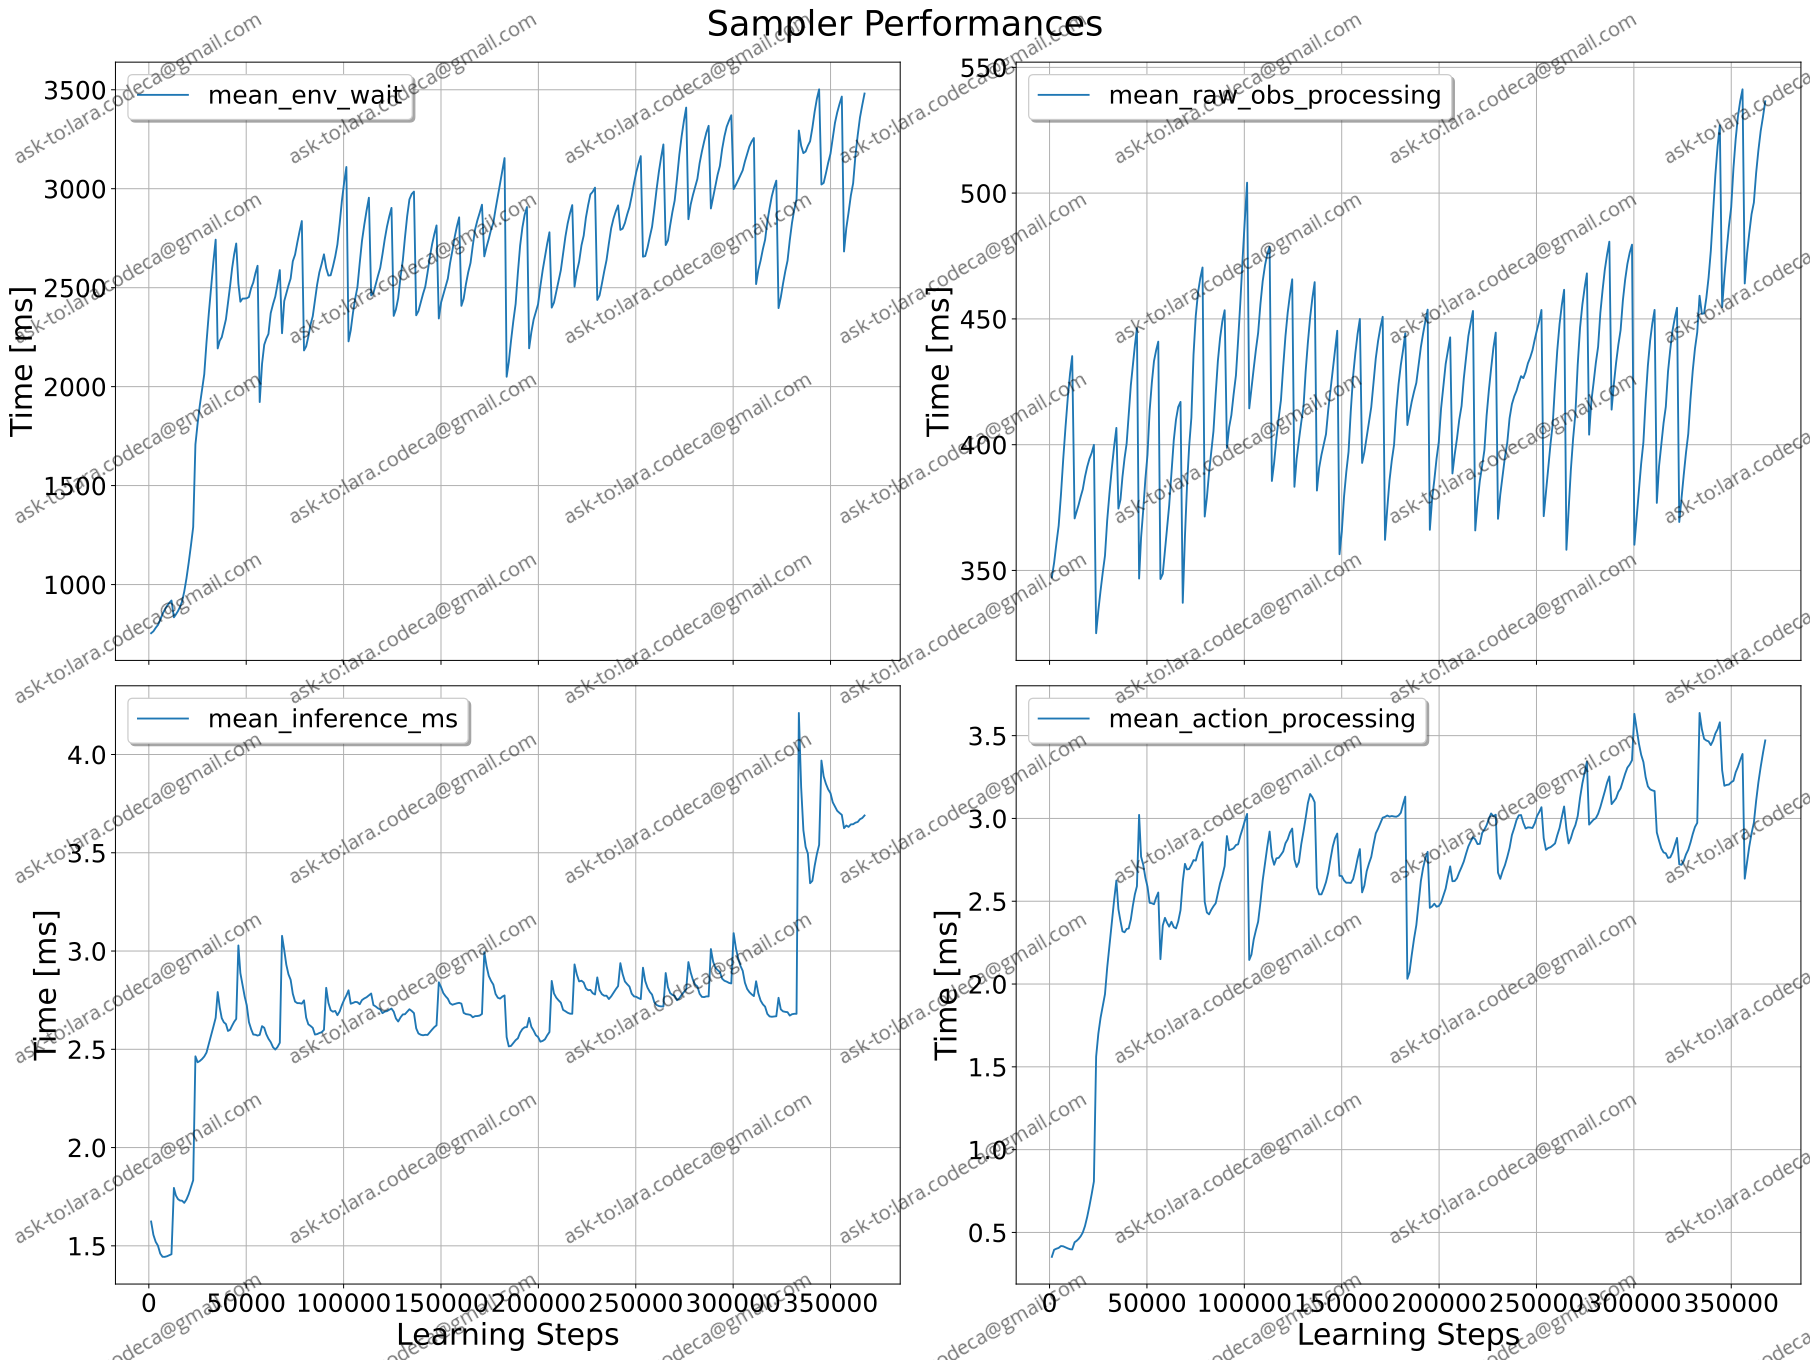 Sampler Performances
mean_env_wait
3500
3000
2500
2000
1500
1000
Time [ms]
mean_raw_obs_processing
550
500
450
400
350
Time [ms]
mean_inference_ms
4.0
3.5
3.0
2.5
2.0
1.5
Time [ms]
0 50000 100000 150000 200000 250000 300000 350000
Learning Steps
mean_action_processing
3.5
3.0
2.5
2.0
1.5
1.0
0.5
Time [ms]
0 50000 100000 150000 200000 250000 300000 350000
Learning Steps
ask-to:lara.codeca@gmail.com